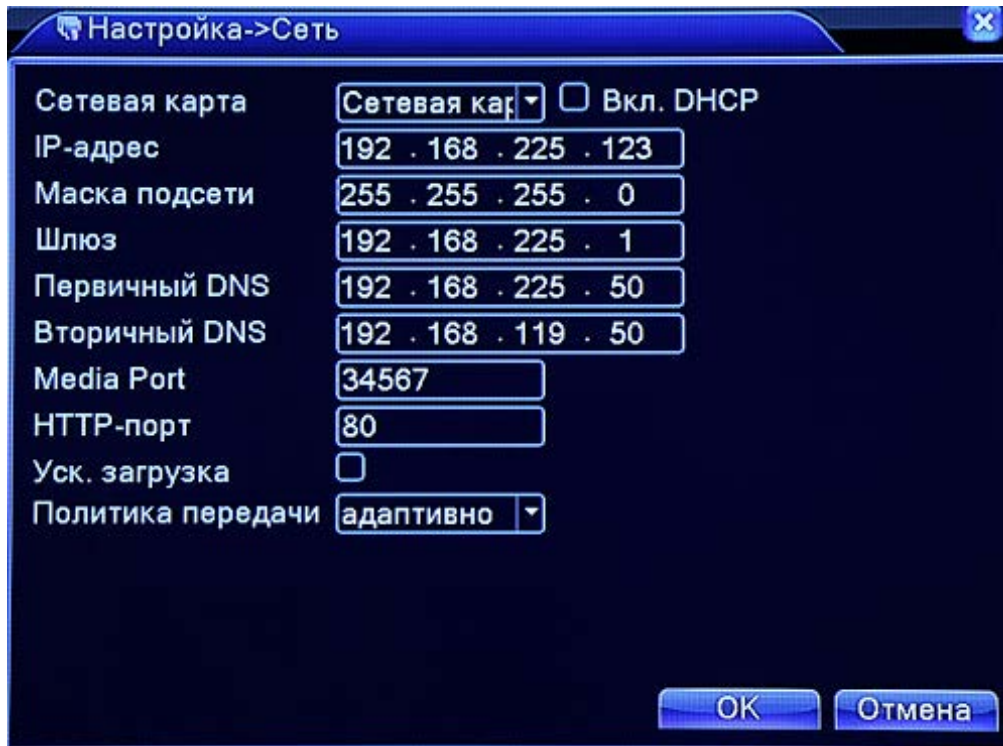 Настройка->Сеть
Сетевая карта Сетевая кар Вкл. DHCP
IP-адрес 192 . 168 . 225 . 123
Маска подсети 255 . 255 . 255 . 0
Шлюз 192 . 168 . 225 . 1
Первичный DNS 192 . 168 . 225 . 50
Вторичный DNS 192 . 168 . 119 . 50
Media Port 34567
HTTP-порт 80
Уск. загрузка
Политика передачи адаптивно
OK Отмена